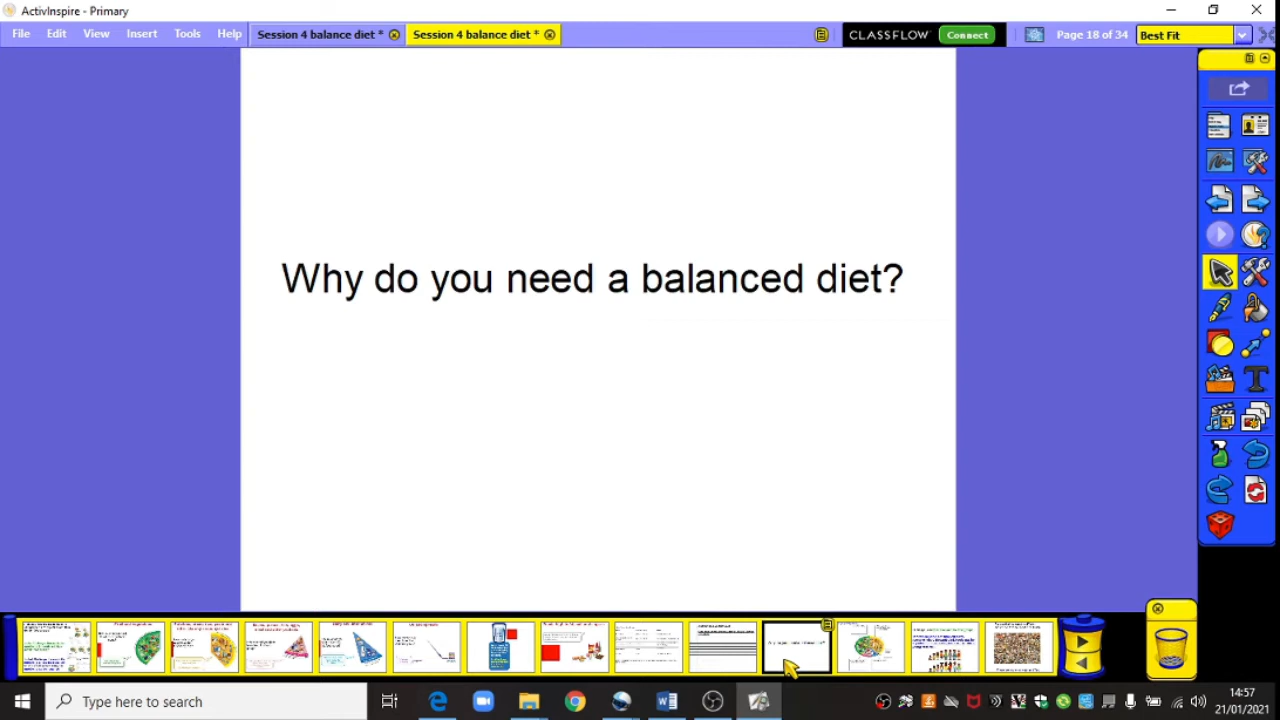 ActivInspire - Primary
File Edit View Insert Tools Help
Session 4 balance diet *
Session 4 balance diet *
CLASSFLOW
Connect
Page 18 of 34
Best Fit
Why do you need a balanced diet?
Type here to search
14:57
21/01/2021